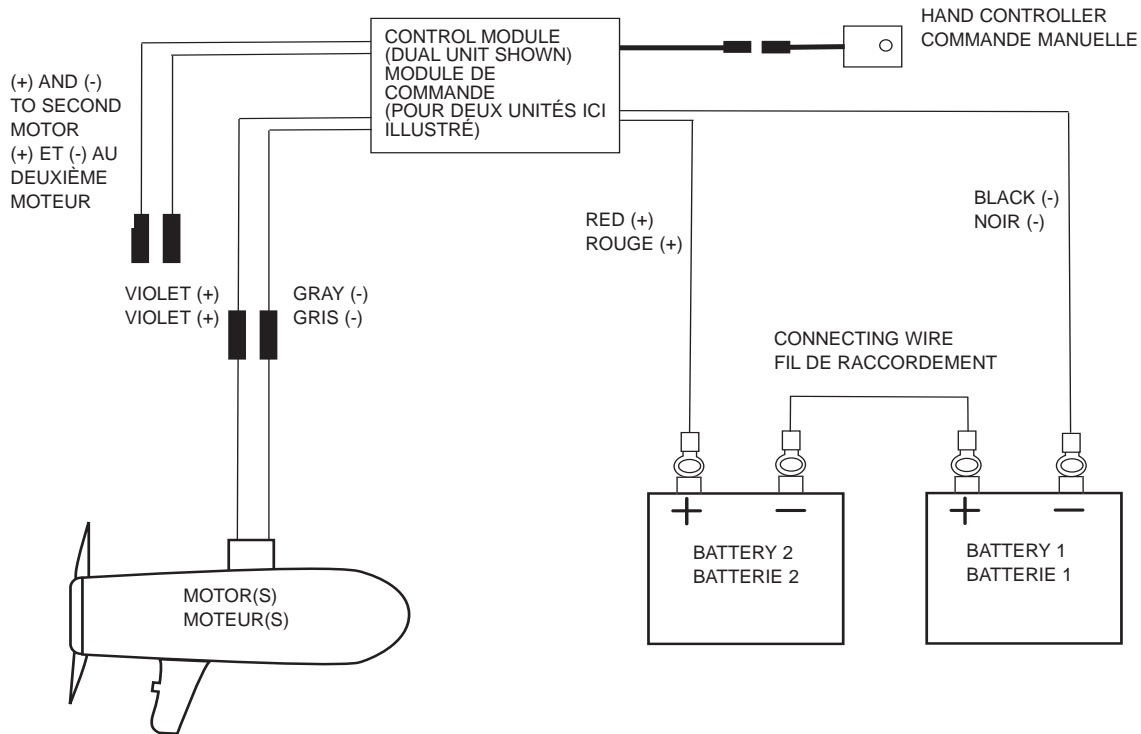 HAND CONTROLLER
COMMANDE MANUELLE
CONTROL MODULE
(DUAL UNIT SHOWN)
MODULE DE
COMMANDE
(POUR DEUX UNITÉS ICI
ILLUSTRÉ)
(+) AND (-)
TO SECOND
MOTOR
(+) ET (-) AU
DEUXIÈME
MOTEUR
RED (+)
ROUGE (+)
BLACK (-)
NOIR (-)
VIOLET (+)
VIOLET (+)
GRAY (-)
GRIS (-)
CONNECTING WIRE
FIL DE RACCORDEMENT
+
−
+
−
BATTERY 2
BATTERIE 2
BATTERY 1
BATTERIE 1
MOTOR(S)
MOTEUR(S)